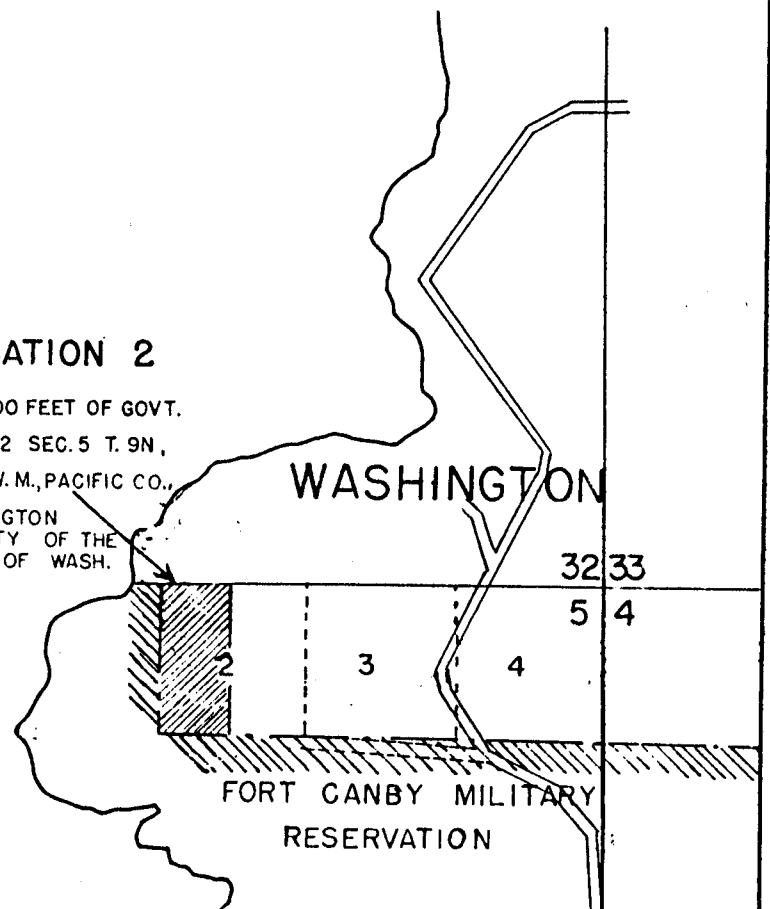 ATION 2
00 FEET OF GOVT.
2 SEC. 5 T. 9N,
W.M., PACIFIC CO.,
GTON
TY OF THE
OF WASH.
WASHINGTON
32 33
5 4
2 3 4
FORT CANBY MILITARY
RESERVATION